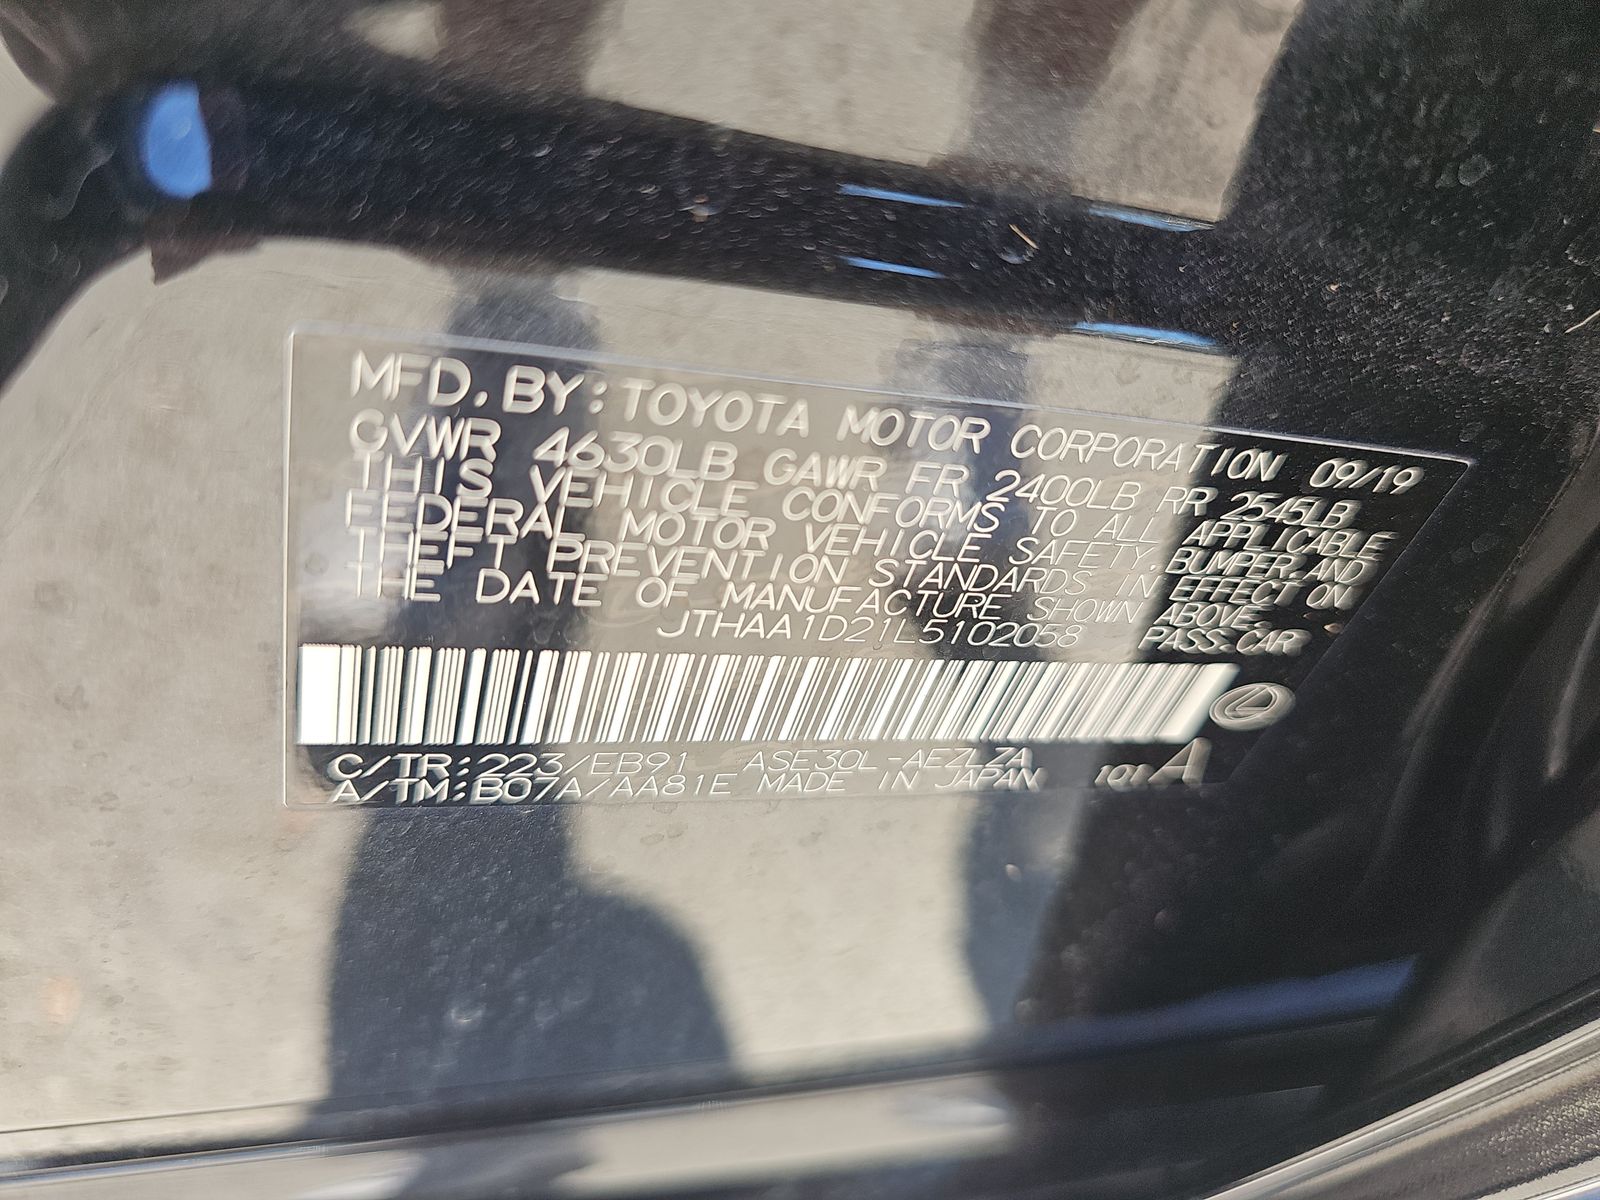 MFD. BY: TOYOTA MOTOR CORPORATION 09/19
GVWR 4630LB GAWR FR 2400LB RR 2545LB
THIS VEHICLE CONFORMS TO ALL APPLICABLE
FEDERAL MOTOR VEHICLE SAFETY, BUMPER, AND
THEFT PREVENTION STANDARDS IN EFFECT ON
THE DATE OF MANUFACTURE SHOWN ABOVE.
JTHAA1D21L5102058 PASS. CAR
C/TR: 223/EB91 ASE30L-AEZLZA
A/TM: B07A/AA81E MADE IN JAPAN 101 A